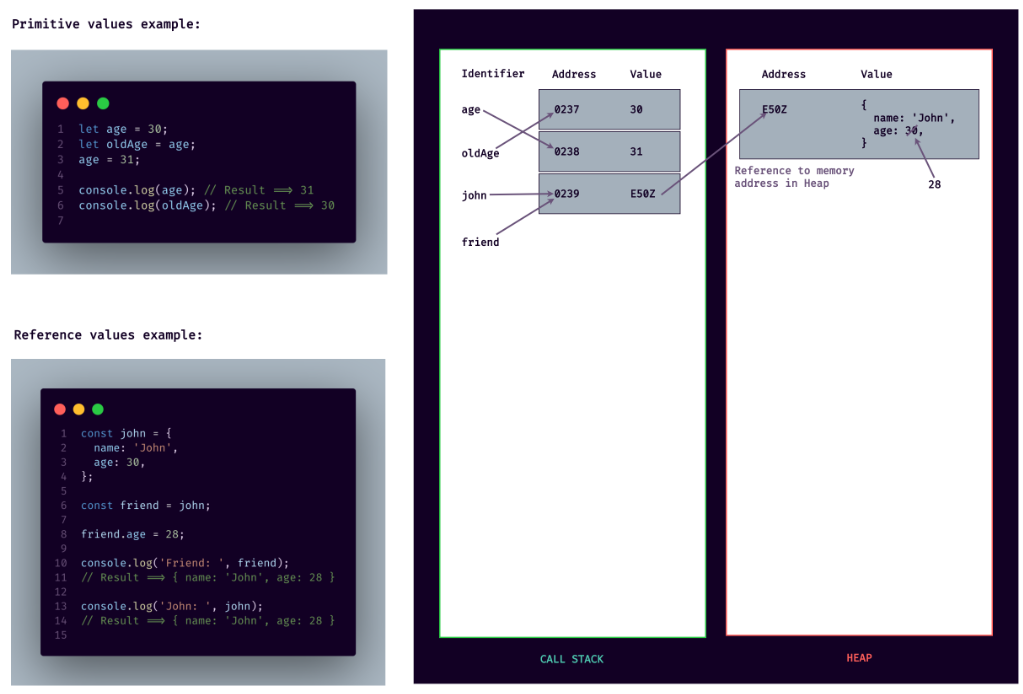 Primitive values example:
1 let age = 30;
2 let oldAge = age;
3 age = 31;
4
5 console.log(age); // Result ==> 31
6 console.log(oldAge); // Result ==> 30
7
Reference values example:
1 const john = {
2 name: 'John',
3 age: 30,
4 };
5
6 const friend = john;
7
8 friend.age = 28;
9
10 console.log('Friend: ', friend);
11 // Result ==> { name: 'John', age: 28 }
12
13 console.log('John: ', john);
14 // Result ==> { name: 'John', age: 28 }
15
Identifier Address Value
age 0237 30
oldAge 0238 31
john 0239 E50Z
friend
CALL STACK
Address Value
E50Z {
name: 'John',
age: 30,
}
Reference to memory
address in Heap
28
HEAP